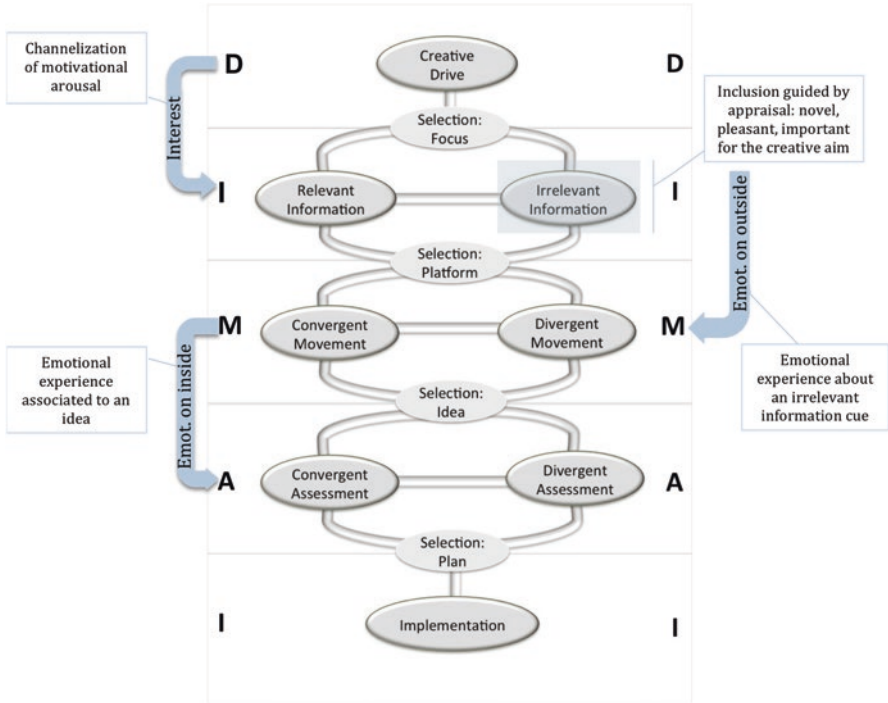 Channelization
of motivational
arousal
D
Creative
Drive
D
Selection:
Focus
Inclusion guided by
appraisal: novel,
pleasant, important
for the creative aim
Interest
I
Relevant
Information
Irrelevant
Information
I
Selection:
Platform
Emot. on outside
M
Convergent
Movement
Divergent
Movement
M
Emotional
experience
associated to an
idea
Emot. on inside
Selection:
Idea
Emotional
experience about
an irrelevant
information cue
A
Convergent
Assessment
Divergent
Assessment
A
Selection:
Plan
I
Implementation
I